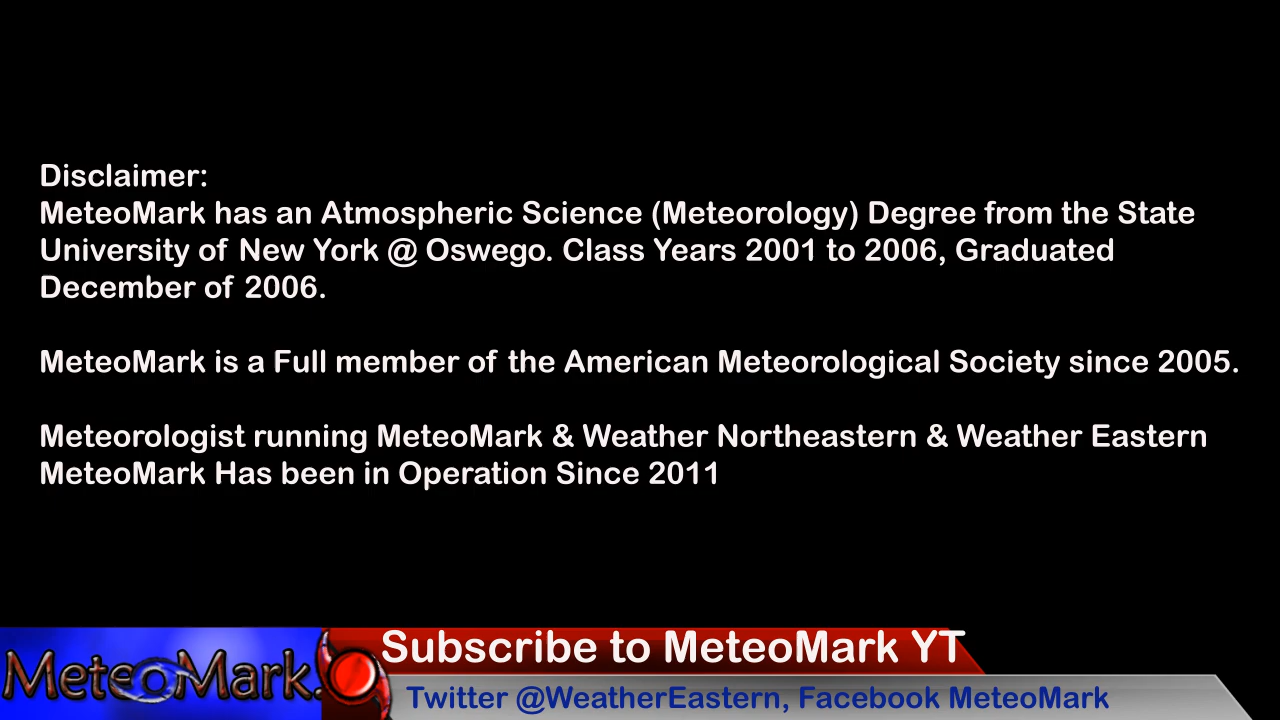 Disclaimer:
MeteoMark has an Atmospheric Science (Meteorology) Degree from the State
University of New York @ Oswego. Class Years 2001 to 2006, Graduated
December of 2006.
MeteoMark is a Full member of the American Meteorological Society since 2005.
Meteorologist running MeteoMark & Weather Northeastern & Weather Eastern
MeteoMark Has been in Operation Since 2011
MeteoMark.
Subscribe to MeteoMark YT
Twitter @WeatherEastern, Facebook MeteoMark